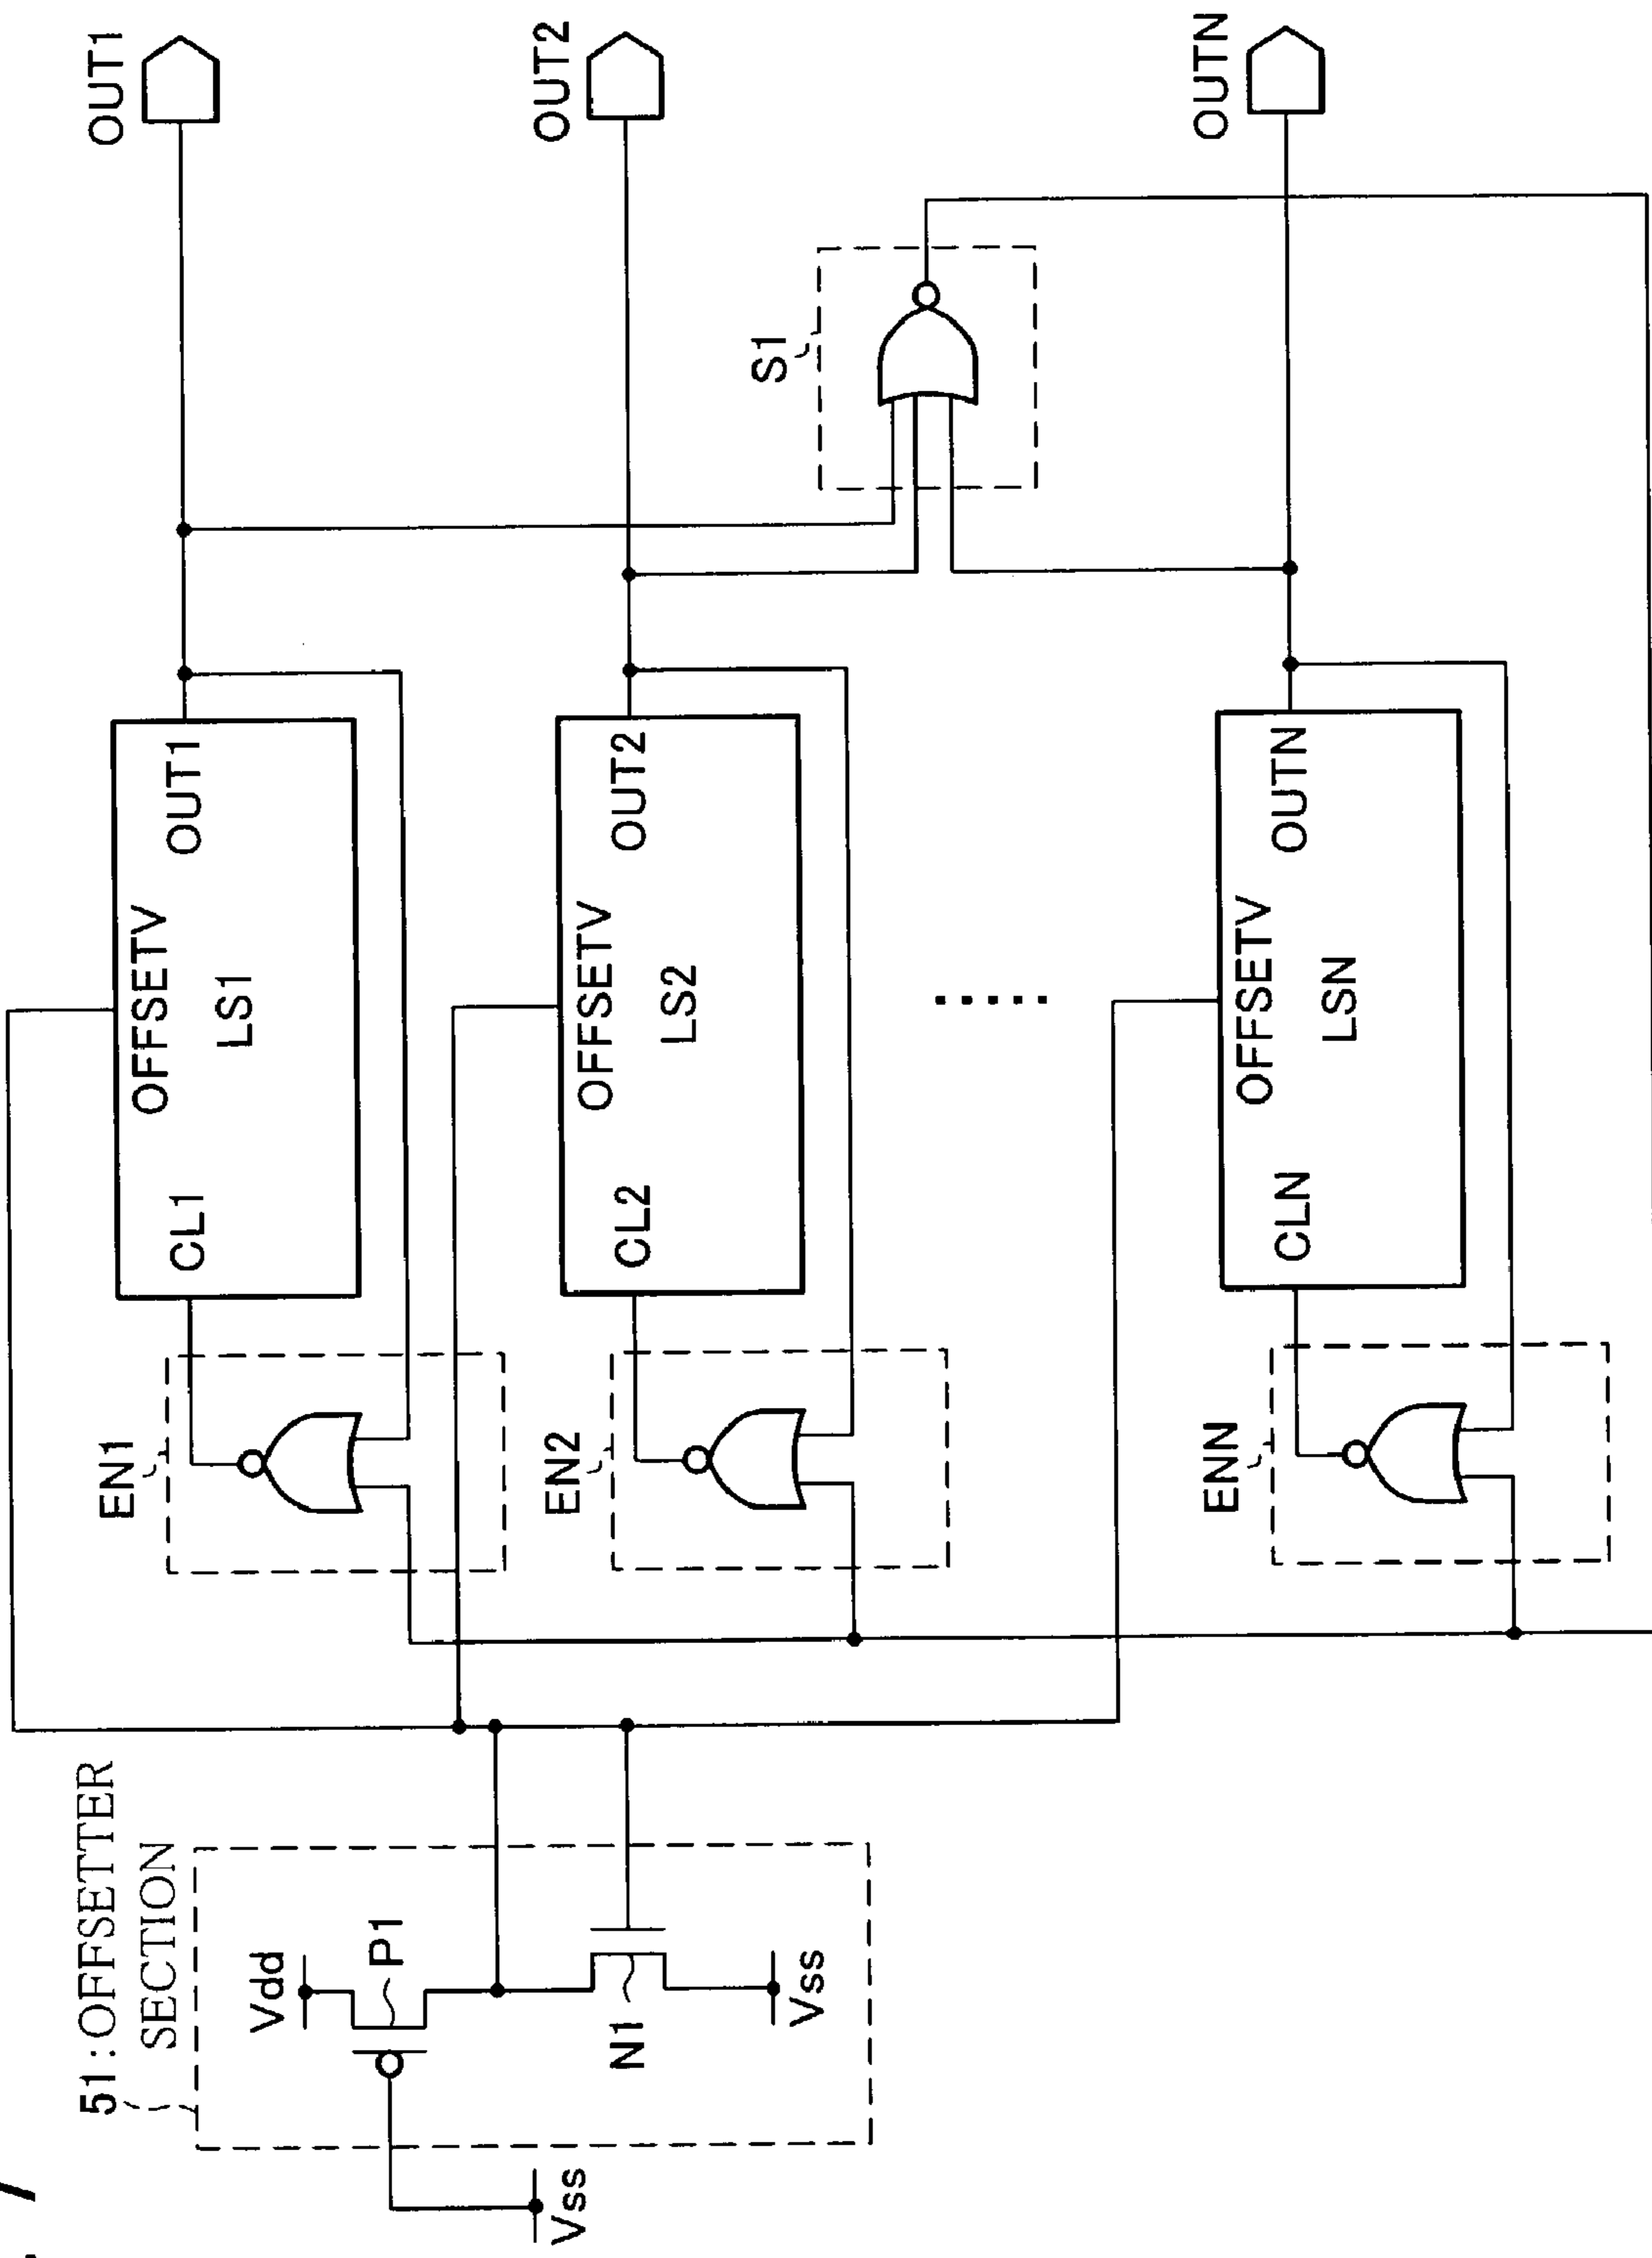 51::OFFSETTER
SECTION
Vss
Vdd
P1
N1
Vss
EN1
CL1
OFFSETV
LS1
OUT1
OUT1
EN2
CL2
OFFSETV
LS2
OUT2
OUT2
S1
.....
ENN
CLN
OFFSETV
LSN
OUTN
OUTN